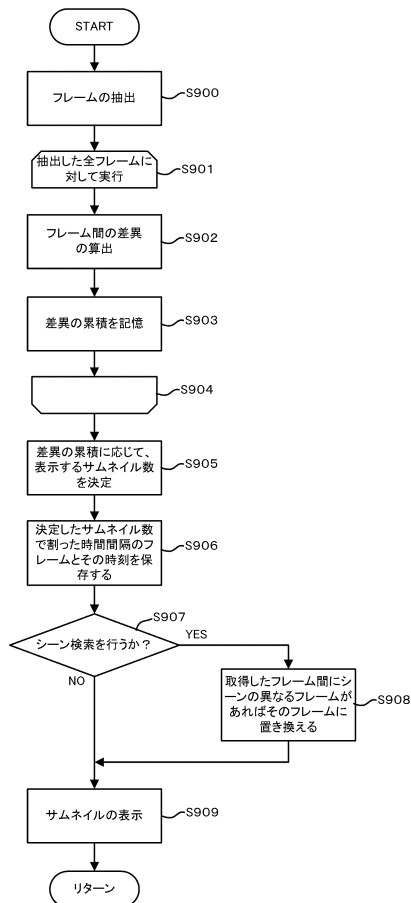 START
フレームの抽出
S900
抽出した全フレームに
対して実行
S901
フレーム間の差異
の算出
S902
差異の累積を記憶
S903
S904
差異の累積に応じて、
表示するサムネイル数
を決定
S905
決定したサムネイル数
で割った時間間隔のフ
レームとその時刻を保
存する
S906
S907
シーン検索を行うか？
YES
NO
取得したフレーム間にシ
ーンの異なるフレームが
あればそのフレームに
置き換える
S908
サムネイルの表示
S909
リターン